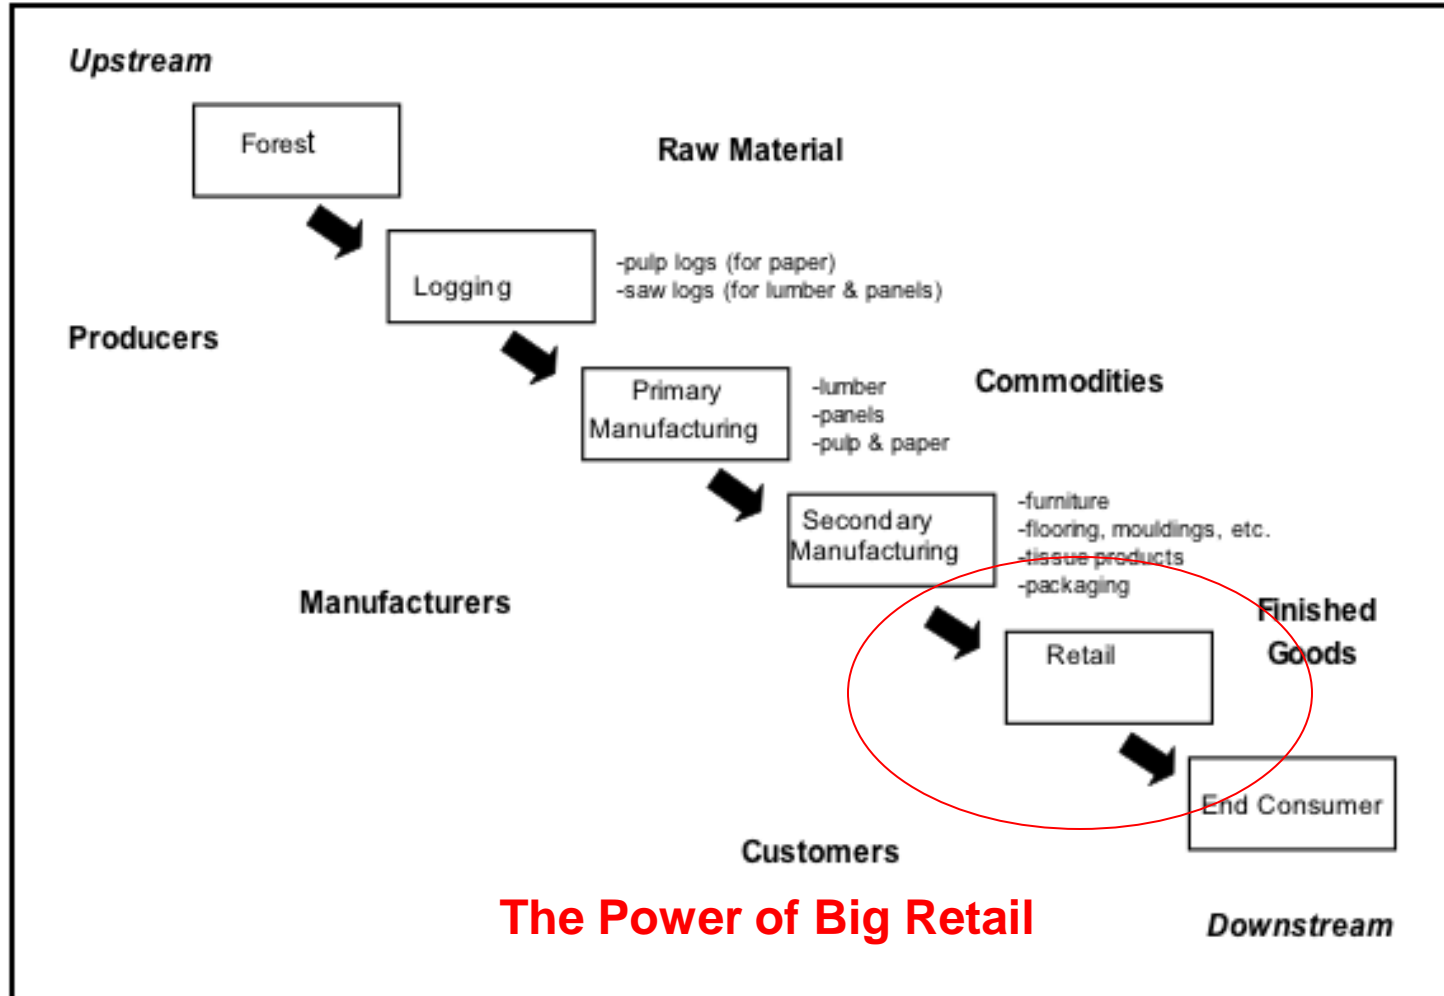 Upstream
Forest
Raw Material
Logging
-pulp logs (for paper)
-saw logs (for lumber & panels)
Producers
Primary
Manufacturing
-lumber
-panels
-pulp & paper
Commodities
Secondary
Manufacturing
-furniture
-flooring, mouldings, etc.
-tissue products
-packaging
Manufacturers
Finished
Goods
Retail
End Consumer
Customers
The Power of Big Retail
Downstream